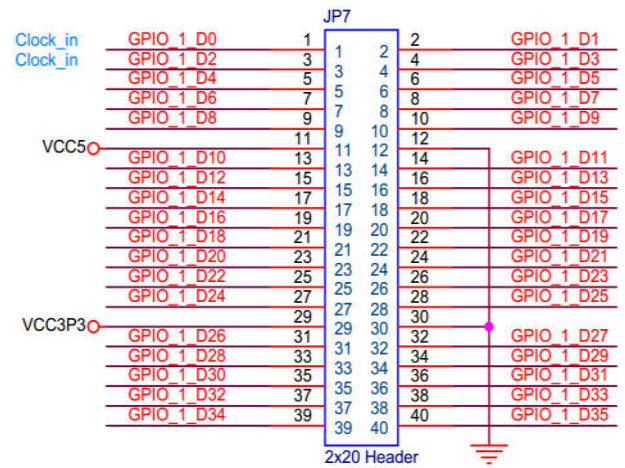 JP7
Clock_in GPIO_1_D0 1 1 2 2 GPIO_1_D1
Clock_in GPIO_1_D2 3 3 4 4 GPIO_1_D3
GPIO_1_D4 5 5 6 6 GPIO_1_D5
GPIO_1_D6 7 7 8 8 GPIO_1_D7
GPIO_1_D8 9 9 10 10 GPIO_1_D9
VCC5 11 11 12 12
GPIO_1_D10 13 13 14 14 GPIO_1_D11
GPIO_1_D12 15 15 16 16 GPIO_1_D13
GPIO_1_D14 17 17 18 18 GPIO_1_D15
GPIO_1_D16 19 19 20 20 GPIO_1_D17
GPIO_1_D18 21 21 22 22 GPIO_1_D19
GPIO_1_D20 23 23 24 24 GPIO_1_D21
GPIO_1_D22 25 25 26 26 GPIO_1_D23
GPIO_1_D24 27 27 28 28 GPIO_1_D25
VCC3P3 29 29 30 30
GPIO_1_D26 31 31 32 32 GPIO_1_D27
GPIO_1_D28 33 33 34 34 GPIO_1_D29
GPIO_1_D30 35 35 36 36 GPIO_1_D31
GPIO_1_D32 37 37 38 38 GPIO_1_D33
GPIO_1_D34 39 39 40 40 GPIO_1_D35
2x20 Header